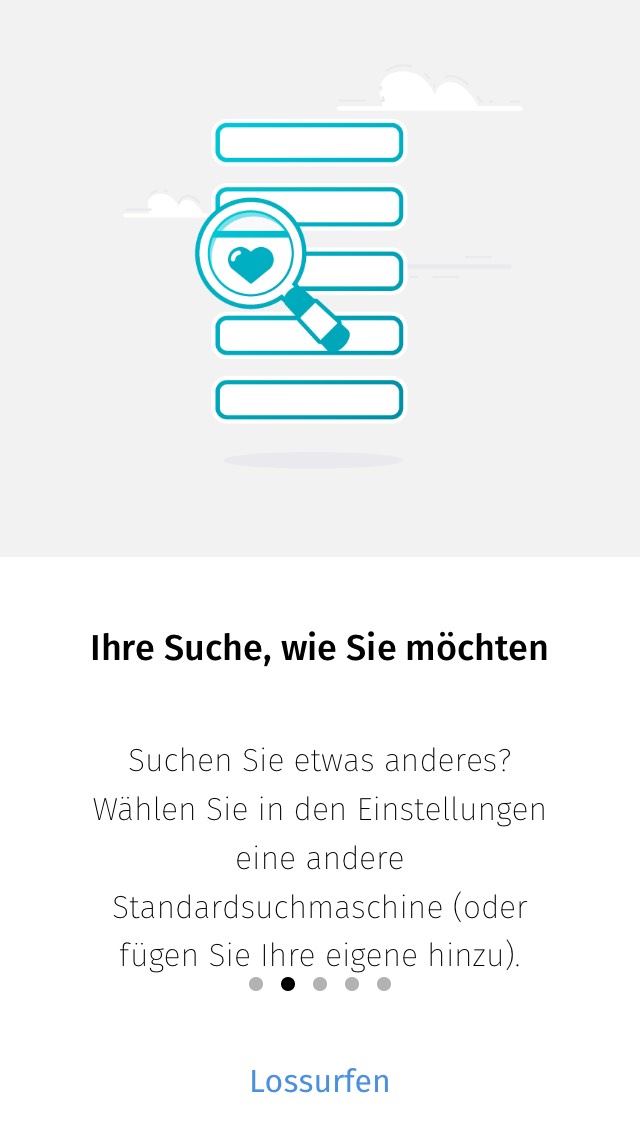 Ihre Suche, wie Sie möchten
Suchen Sie etwas anderes?
Wählen Sie in den Einstellungen
eine andere
Standardsuchmaschine (oder
fügen Sie Ihre eigene hinzu).
Lossurfen